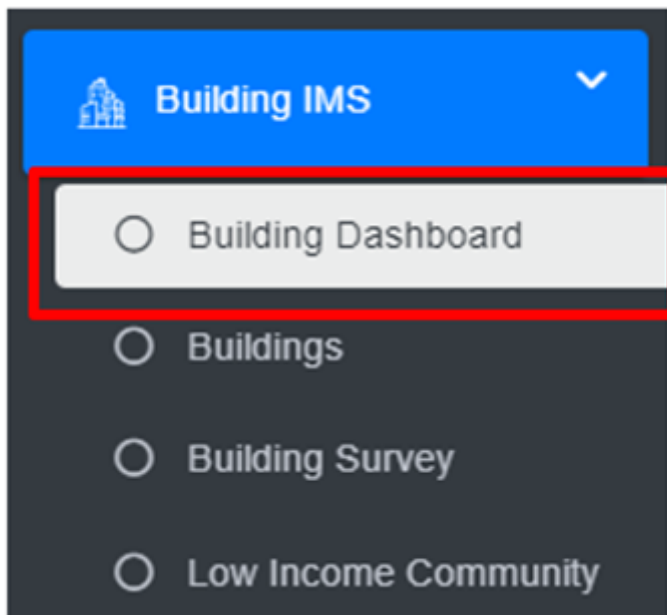 Building IMS
Building Dashboard
Buildings
Building Survey
Low Income Community